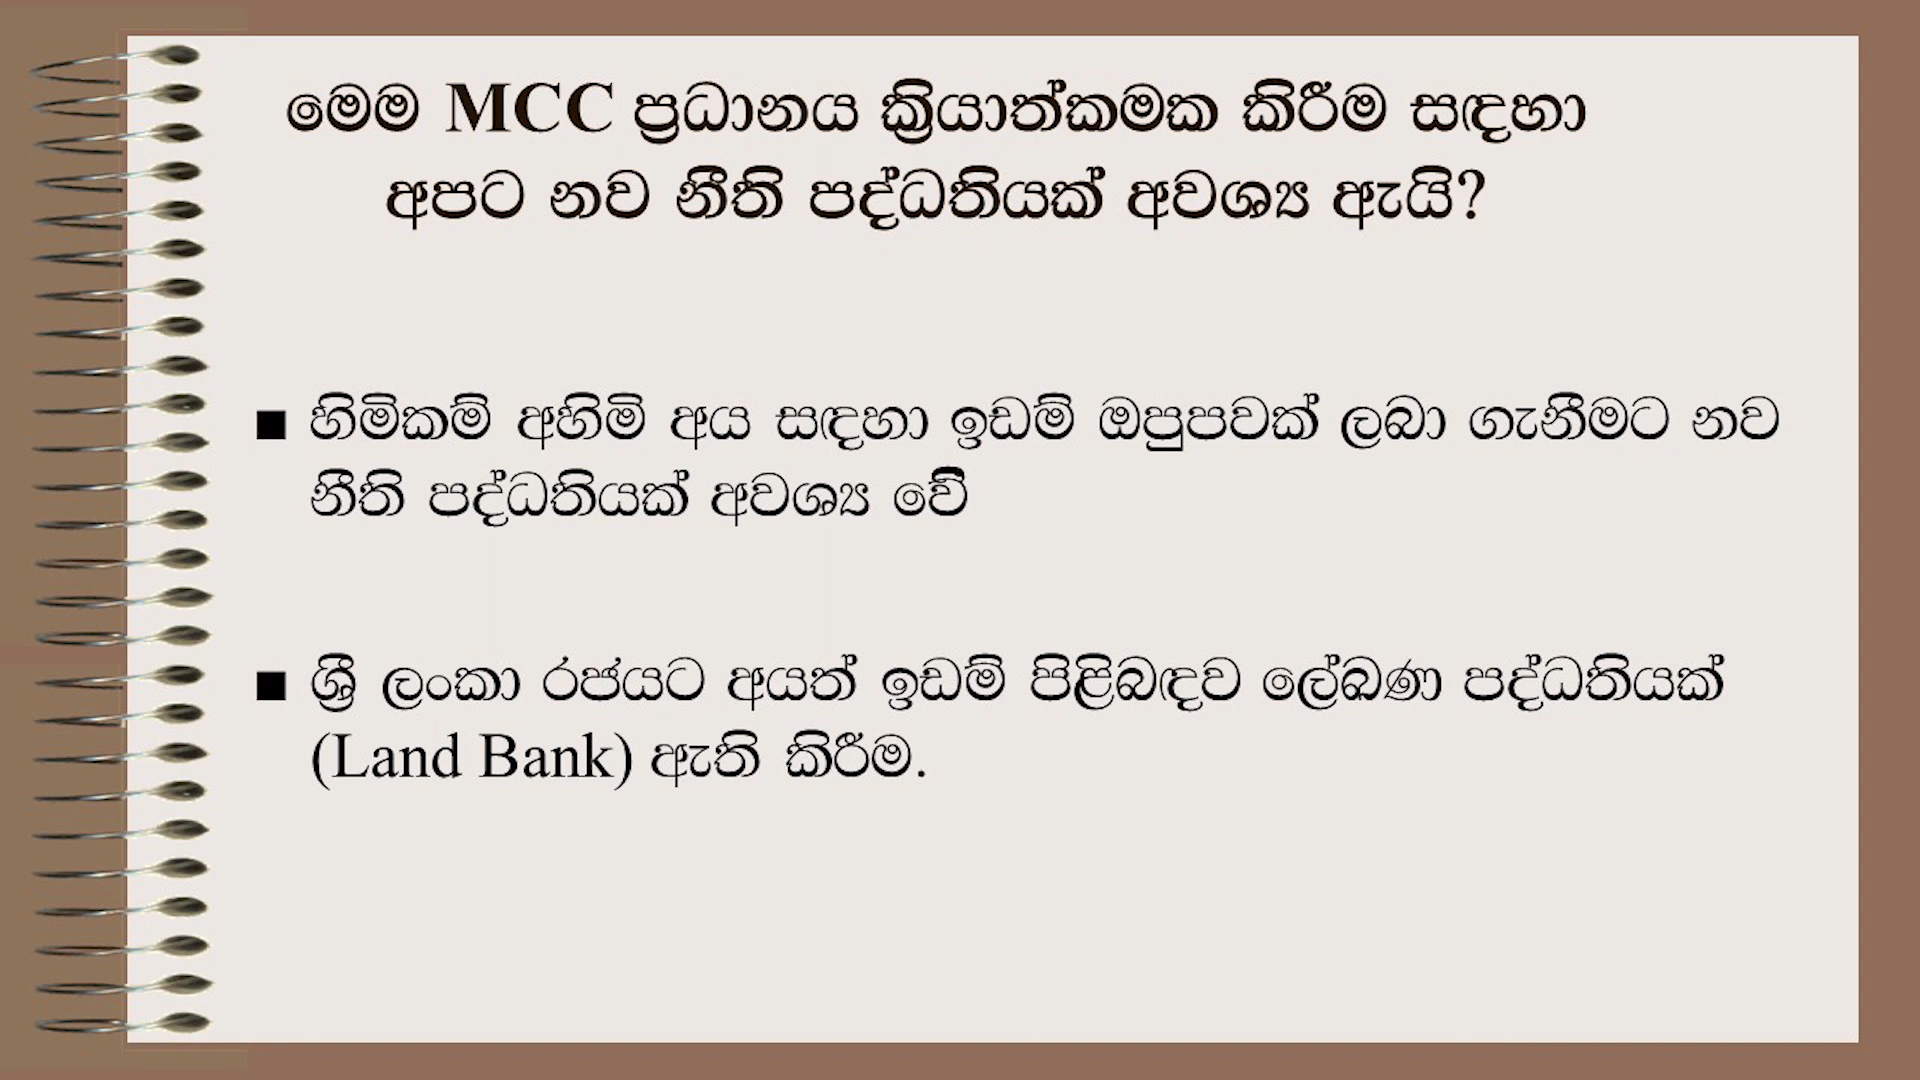 මෙම MCC ප්‍රධානය ක්‍රියාත්කමක කිරීම සඳහා
අපට නව නීති පද්ධතියක් අවශ්‍ය ඇයි?
■ හිමිකම් අහිමි අය සඳහා ඉඩම් ඔපුපවක් ලබා ගැනීමට නව
නීති පද්ධතියක් අවශ්‍ය වේ
■ ශ්‍රී ලංකා රජයට අයත් ඉඩම් පිළිබඳව ලේඛණ පද්ධතියක්
(Land Bank) ඇති කිරීම.